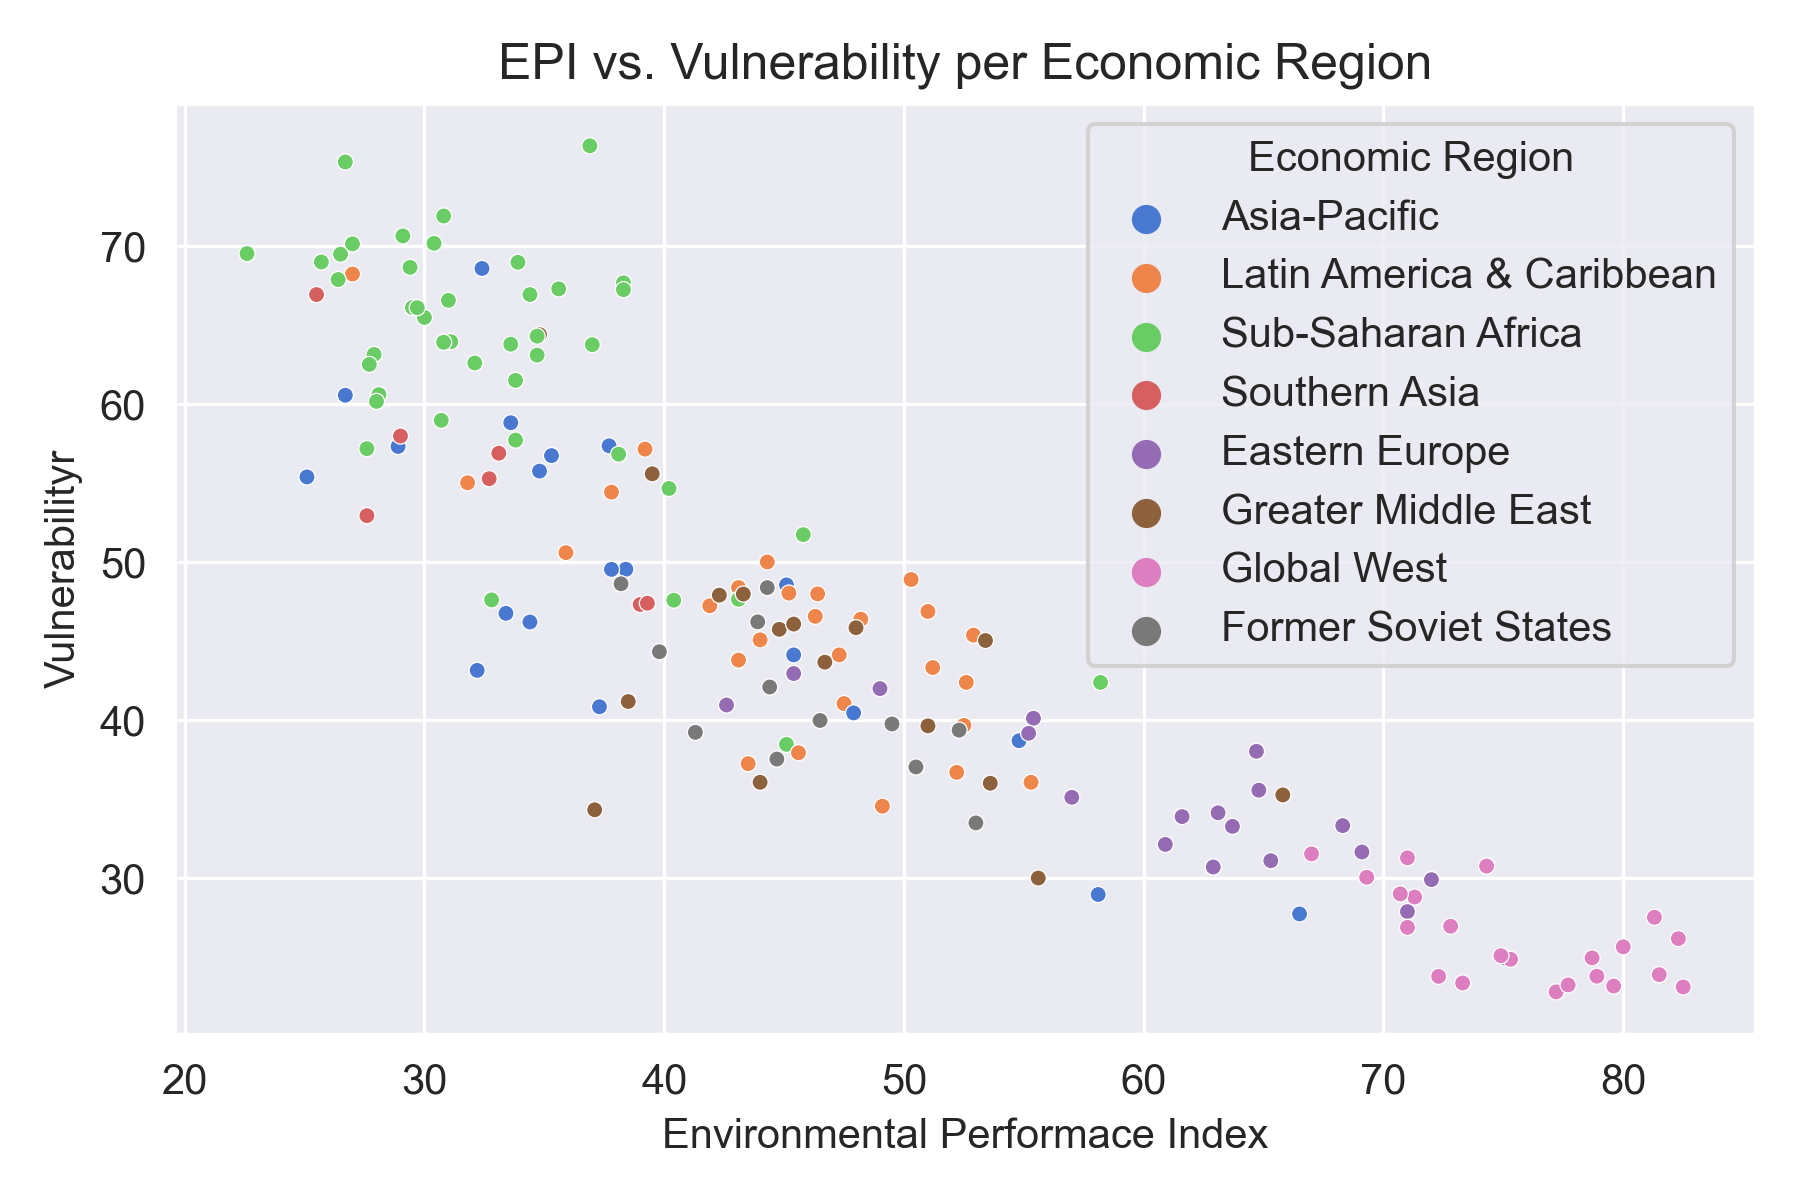 EPI vs. Vulnerability per Economic Region
Economic Region
Asia-Pacific
Latin America & Caribbean
Sub-Saharan Africa
Southern Asia
Eastern Europe
Greater Middle East
Global West
Former Soviet States
Vulnerabilityr
70
60
50
40
30
20 30 40 50 60 70 80
Environmental Performace Index